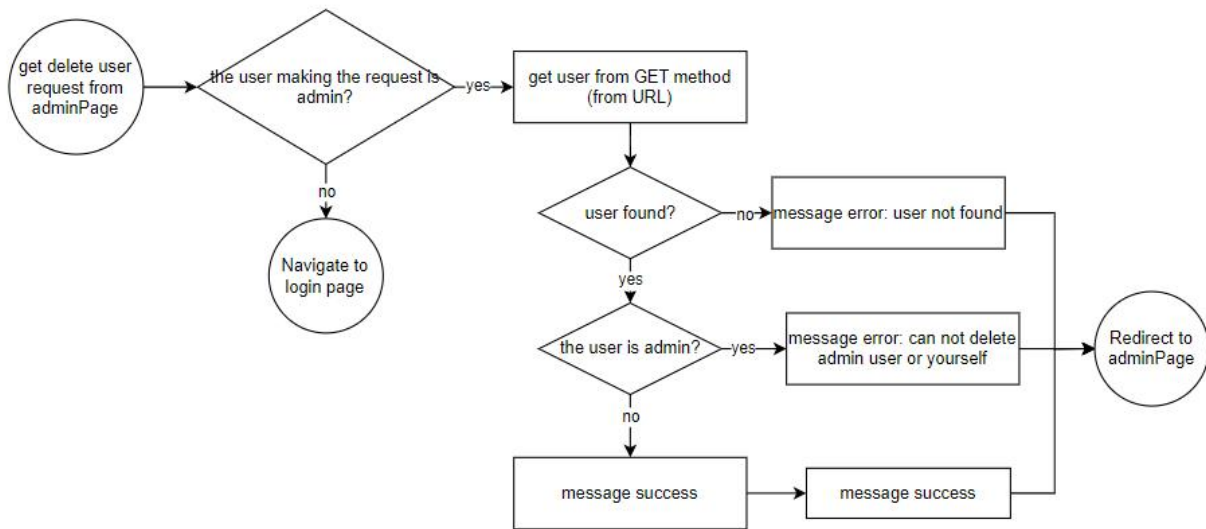 get delete user
request from
adminPage
the user making the request is
admin?
yes
get user from GET method
(from URL)
no
Navigate to
login page
user found?
no
message error: user not found
yes
the user is admin?
yes
message error: can not delete
admin user or yourself
Redirect to
adminPage
no
message success
message success